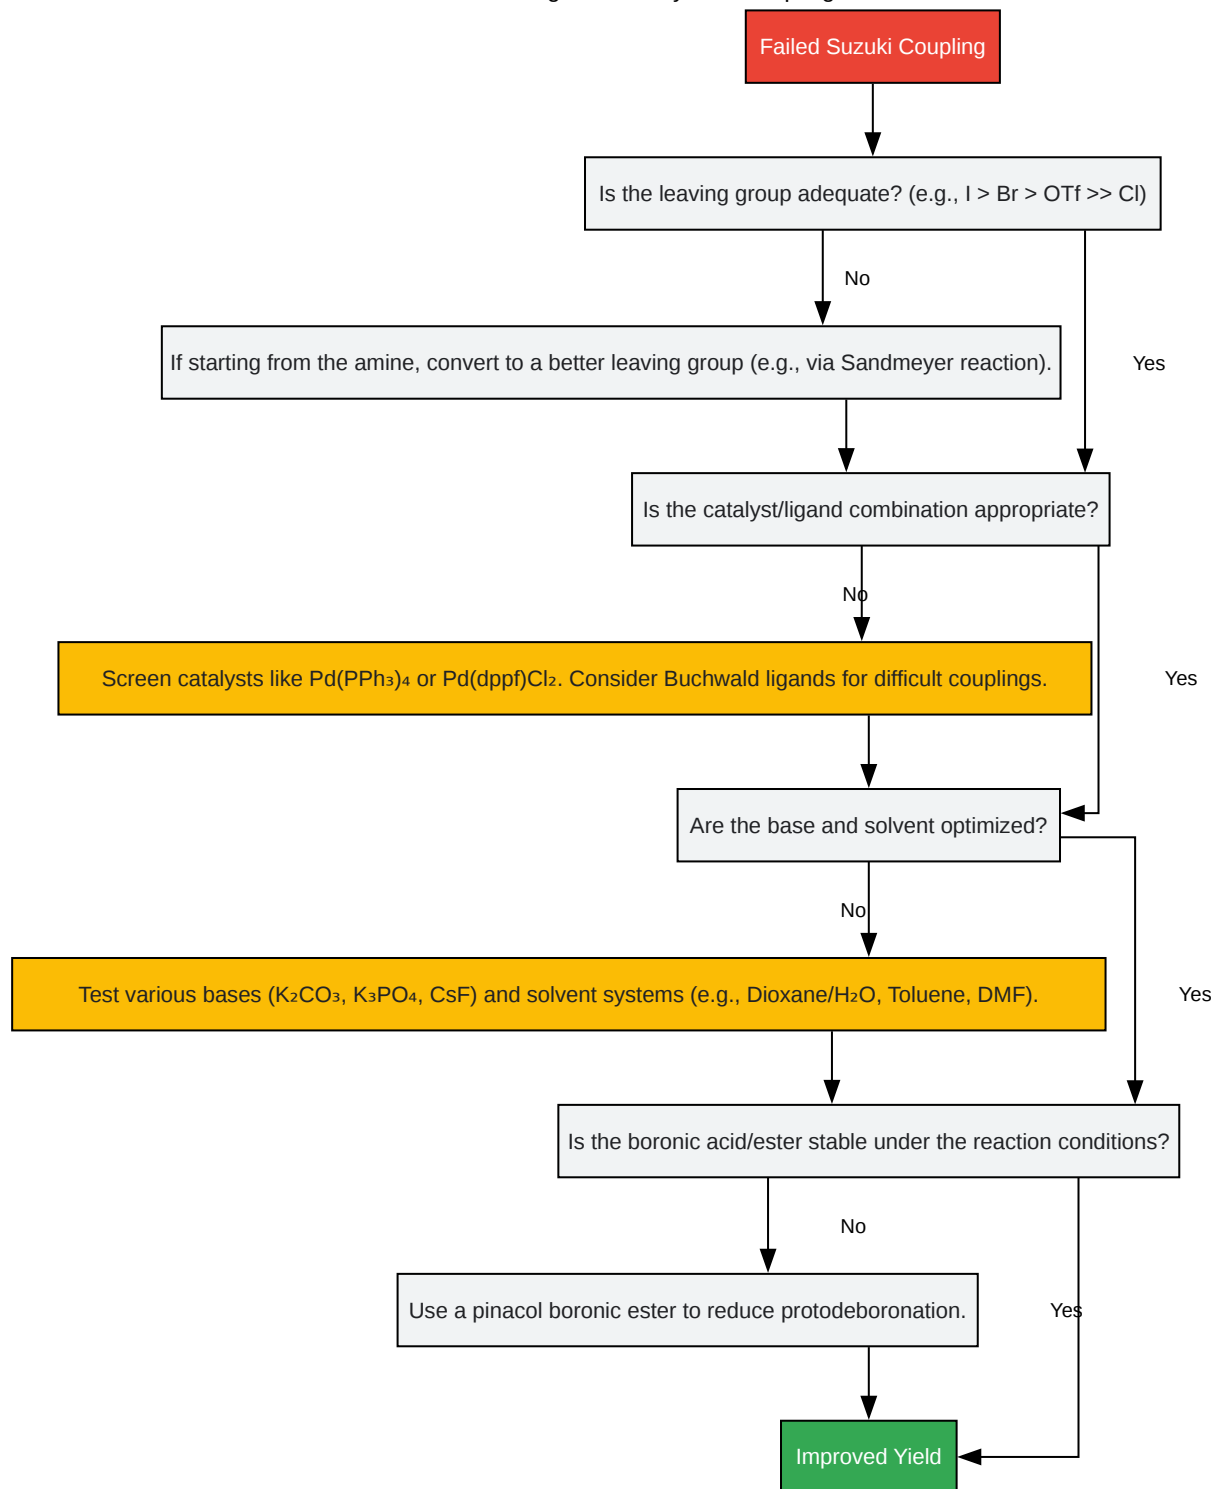 Failed Suzuki Coupling
Is the leaving group adequate? (e.g., I > Br > OTf >> Cl)
No
If starting from the amine, convert to a better leaving group (e.g., via Sandmeyer reaction).
Yes
Is the catalyst/ligand combination appropriate?
No
Screen catalysts like Pd(PPh₃)₄ or Pd(dppf)Cl₂. Consider Buchwald ligands for difficult couplings.
Yes
Are the base and solvent optimized?
No
Test various bases (K₂CO₃, K₃PO₄, CsF) and solvent systems (e.g., Dioxane/H₂O, Toluene, DMF).
Yes
Is the boronic acid/ester stable under the reaction conditions?
No
Use a pinacol boronic ester to reduce protodeboronation.
Yes
Improved Yield